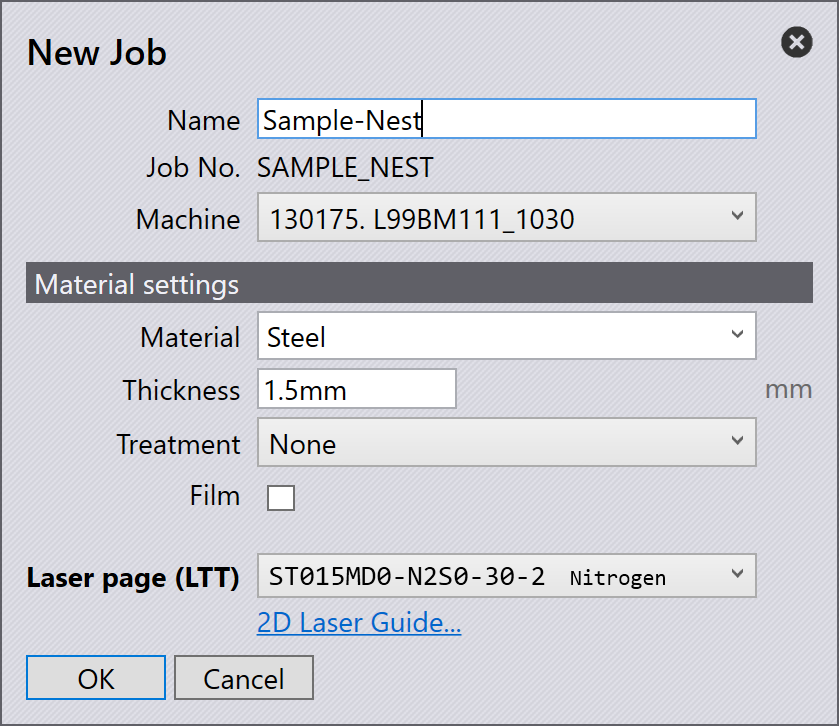 New Job
Name Sample-Nest
Job No. SAMPLE_NEST
Machine 130175. L99BM111_1030
Material settings
Material Steel
Thickness 1.5mm mm
Treatment None
Film
Laser page (LTT) ST015MD0-N2S0-30-2 Nitrogen
2D Laser Guide...
OK Cancel